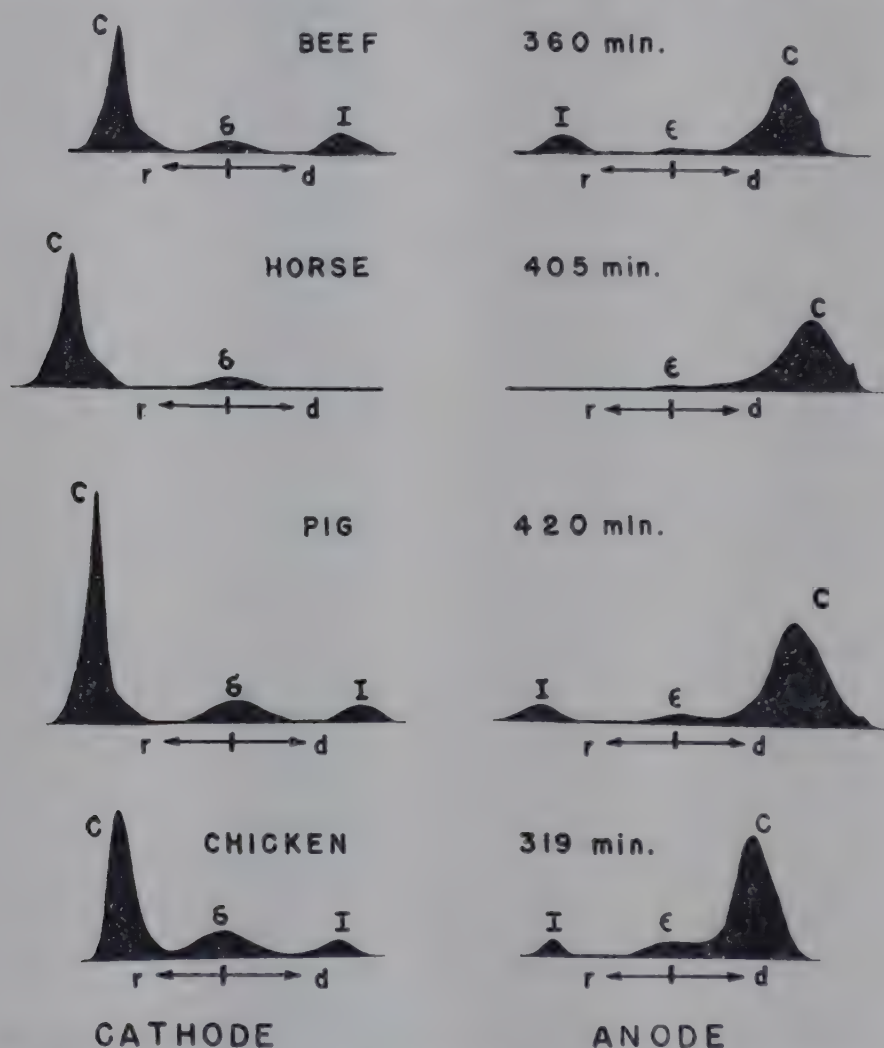 C BEEF 360 min. C
δ I I ε
r d r d
C HORSE 405 min. C
δ ε
r d r d
C PIG 420 min. C
δ I I ε
r d r d
C CHICKEN 319 min. C
δ I I ε
r d r d
CATHODE ANODE